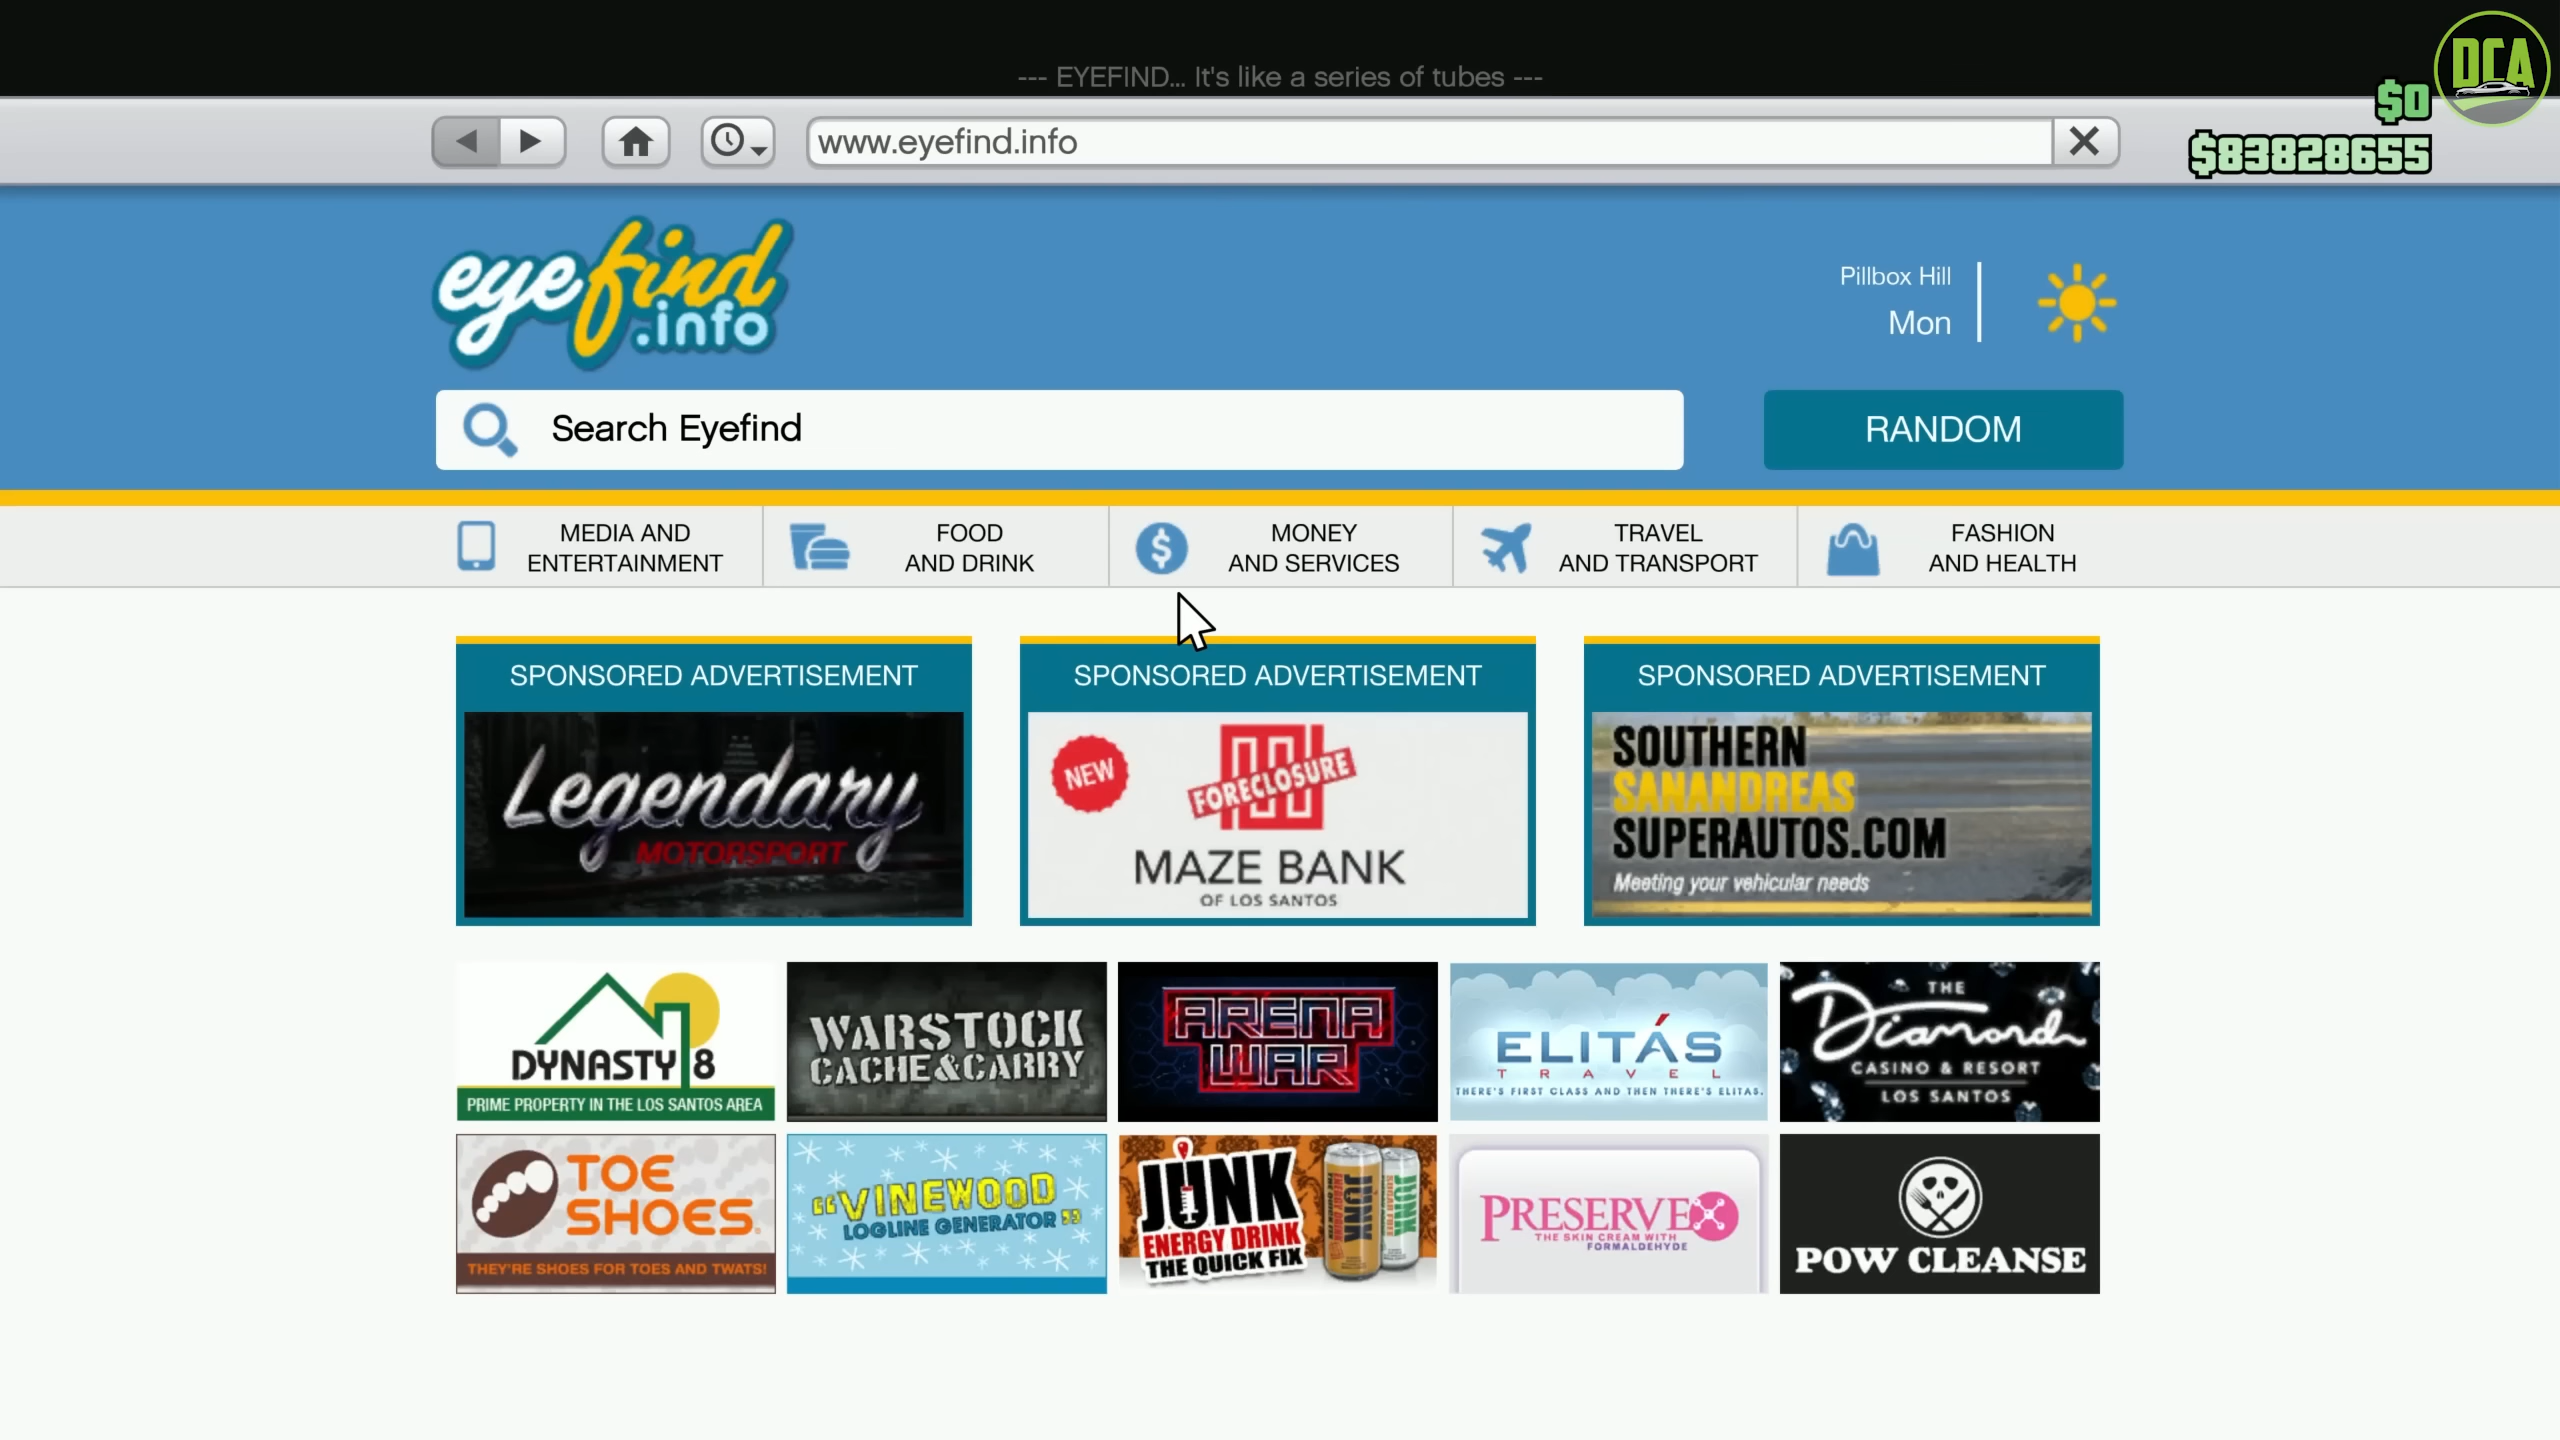 --- EYEFIND... It's like a series of tubes ---
DCA
$0
www.eyefind.info
$83828655
eyefind
.info
Pillbox Hill
Mon
Search Eyefind
RANDOM
MEDIA AND
ENTERTAINMENT
FOOD
AND DRINK
MONEY
AND SERVICES
TRAVEL
AND TRANSPORT
FASHION
AND HEALTH
SPONSORED ADVERTISEMENT
Legendary
MOTORSPORT
SPONSORED ADVERTISEMENT
NEW
FORECLOSURE
MAZE BANK
OF LOS SANTOS
SPONSORED ADVERTISEMENT
SOUTHERN
SANANDREAS
SUPERAUTOS.COM
Meeting your vehicular needs
DYNASTY 8
PRIME PROPERTY IN THE LOS SANTOS AREA
WARSTOCK
CACHE&CARRY
ARENA
WAR
ELITÁS
TRAVEL
THERE'S FIRST CLASS AND THEN THERE'S ELITAS.
THE
Diamond
CASINO & RESORT
LOS SANTOS
TOE
SHOES
THEY'RE SHOES FOR TOES AND TWATS!
"VINEWOOD
LOGLINE GENERATOR"
JUNK
ENERGY DRINK
THE QUICK FIX
JUNK
JUNK
PRESERVEX
THE SKIN CREAM WITH
FORMALDEHYDE
POW CLEANSE